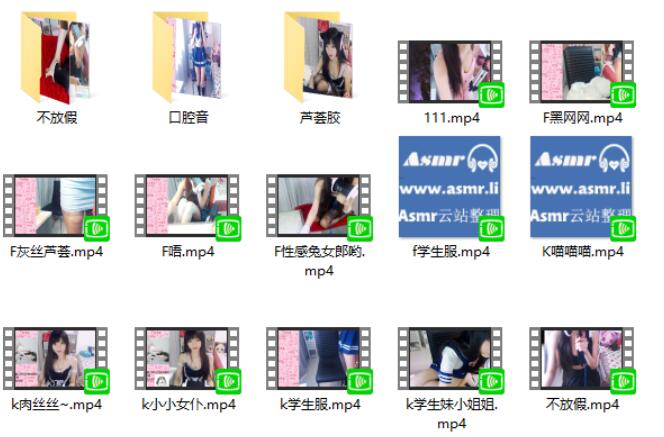 不放假
口腔音
芦荟胶
111.mp4
F黑网网.mp4
Asmr
www.asmr.li
Asmr云站整理
Asmr
www.asmr.li
Asmr云站整理
F灰丝芦荟.mp4
F唔.mp4
F性感兔女郎哟.
mp4
f学生服.mp4
K喵喵喵.mp4
k肉丝丝~.mp4
k小小女仆.mp4
k学生服.mp4
k学生妹小姐姐.
mp4
不放假.mp4